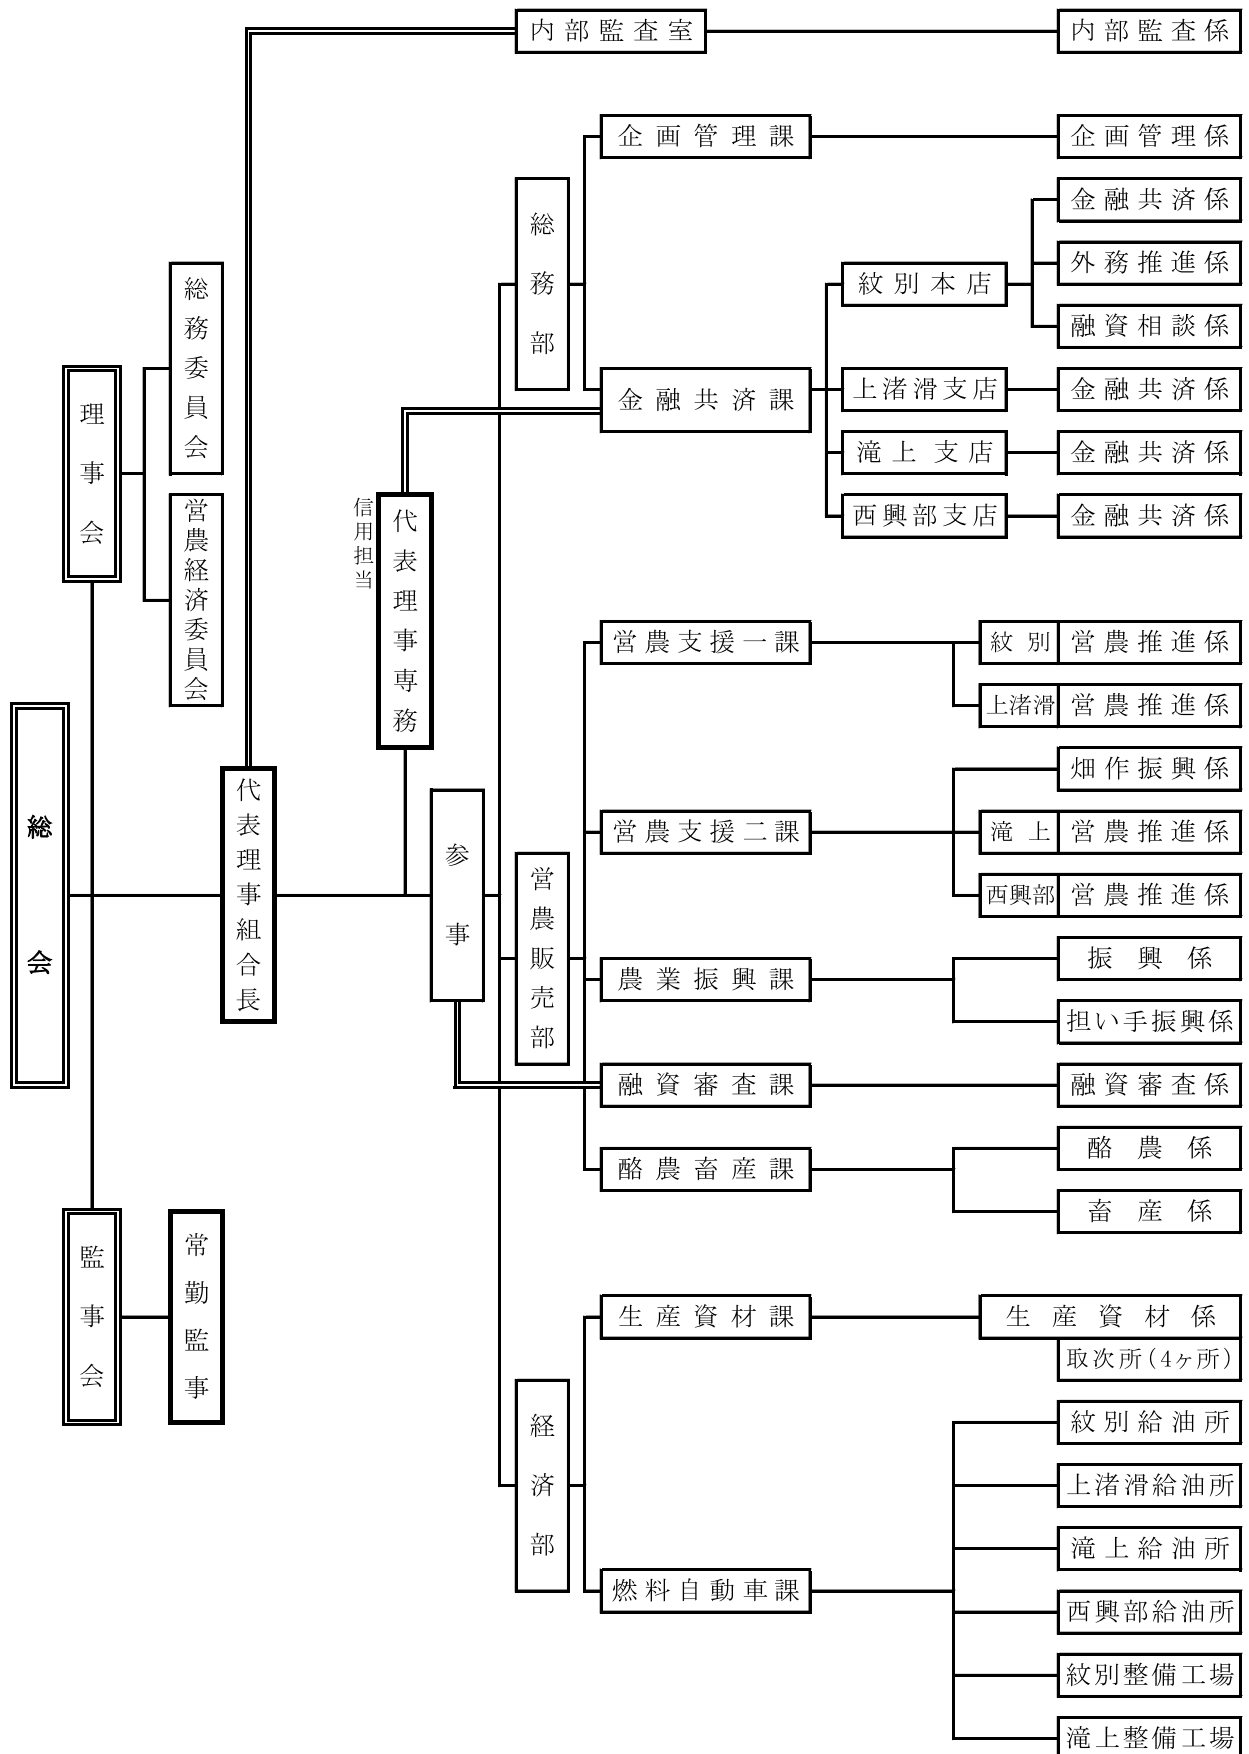 内部監査室
内部監査係
企画管理課
企画管理係
総務部
金融共済係
外務推進係
融資相談係
紋別本店
金融共済課
上渚滑支店
金融共済係
滝上支店
金融共済係
西興部支店
金融共済係
総務委員会
営農経済委員会
理事会
信用担当
代表理事専務
営農支援一課
紋別
営農推進係
上渚滑
営農推進係
総会
代表理事組合長
参事
営農販売部
畑作振興係
営農支援二課
滝上
営農推進係
西興部
営農推進係
農業振興課
振興係
担い手振興係
融資審査課
融資審査係
酪農畜産課
酪農係
畜産係
監事会
常勤監事
生産資材課
生産資材係
取次所(4ヶ所)
経済部
燃料自動車課
紋別給油所
上渚滑給油所
滝上給油所
西興部給油所
紋別整備工場
滝上整備工場